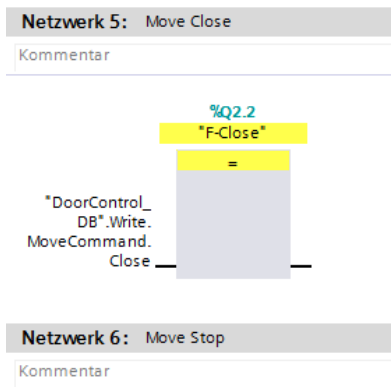 Netzwerk 5: Move Close
Kommentar
%Q2.2
"F-Close"
=
"DoorControl_
DB".Write.
MoveCommand.
Close
Netzwerk 6: Move Stop
Kommentar